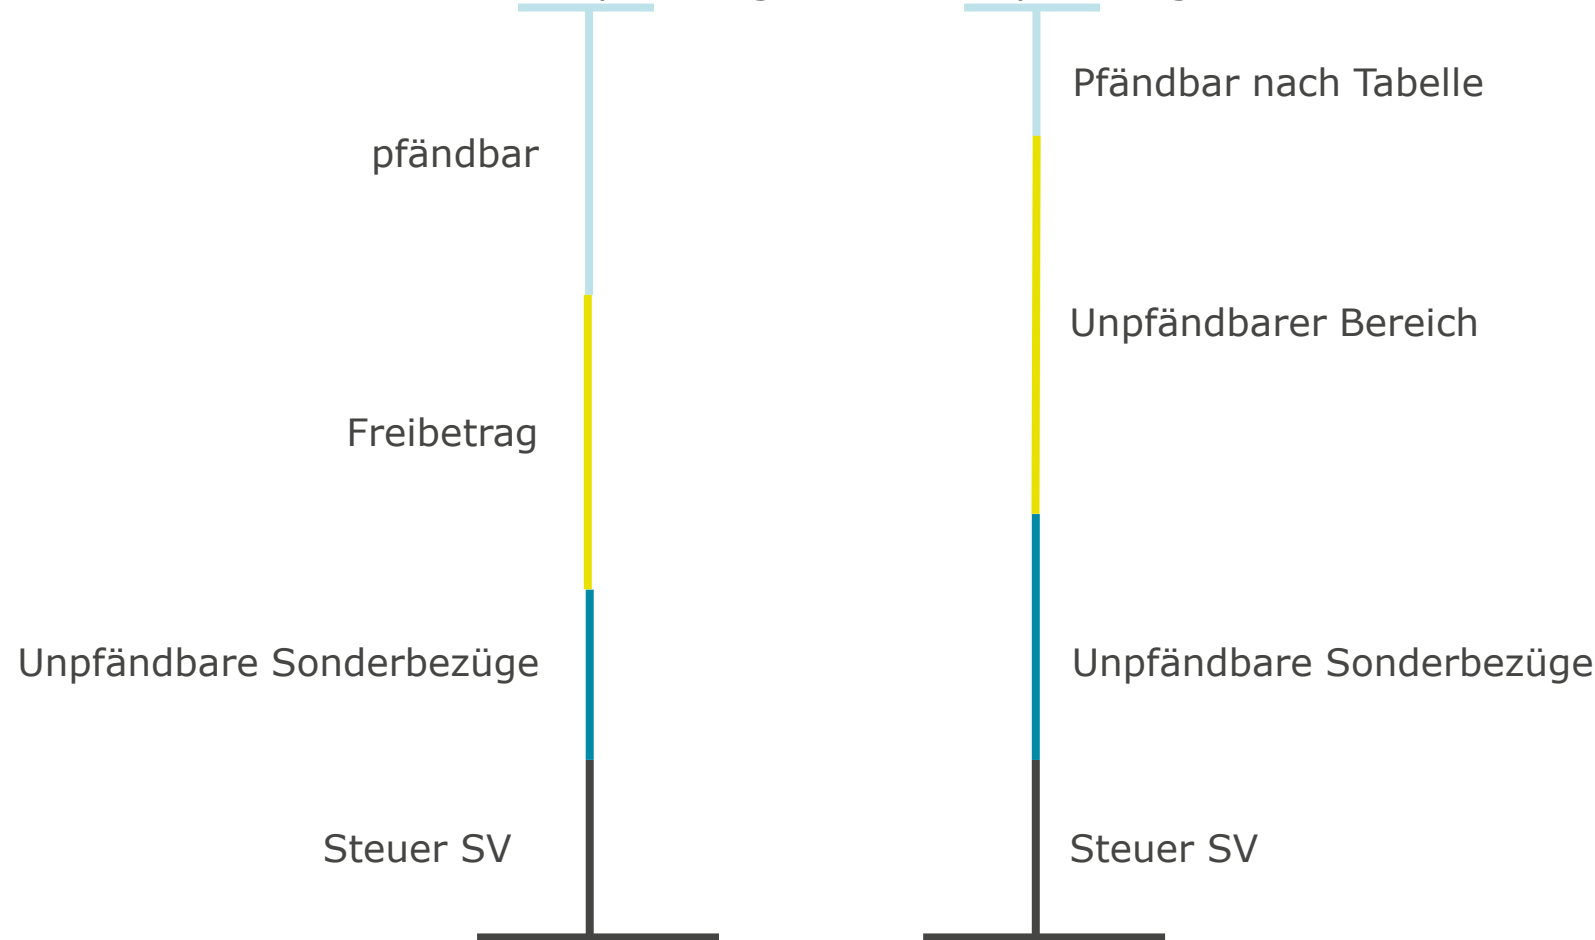 Pfändbar nach Tabelle
pfändbar
Unpfändbarer Bereich
Freibetrag
Unpfändbare Sonderbezüge
Unpfändbare Sonderbezüge
Steuer SV
Steuer SV